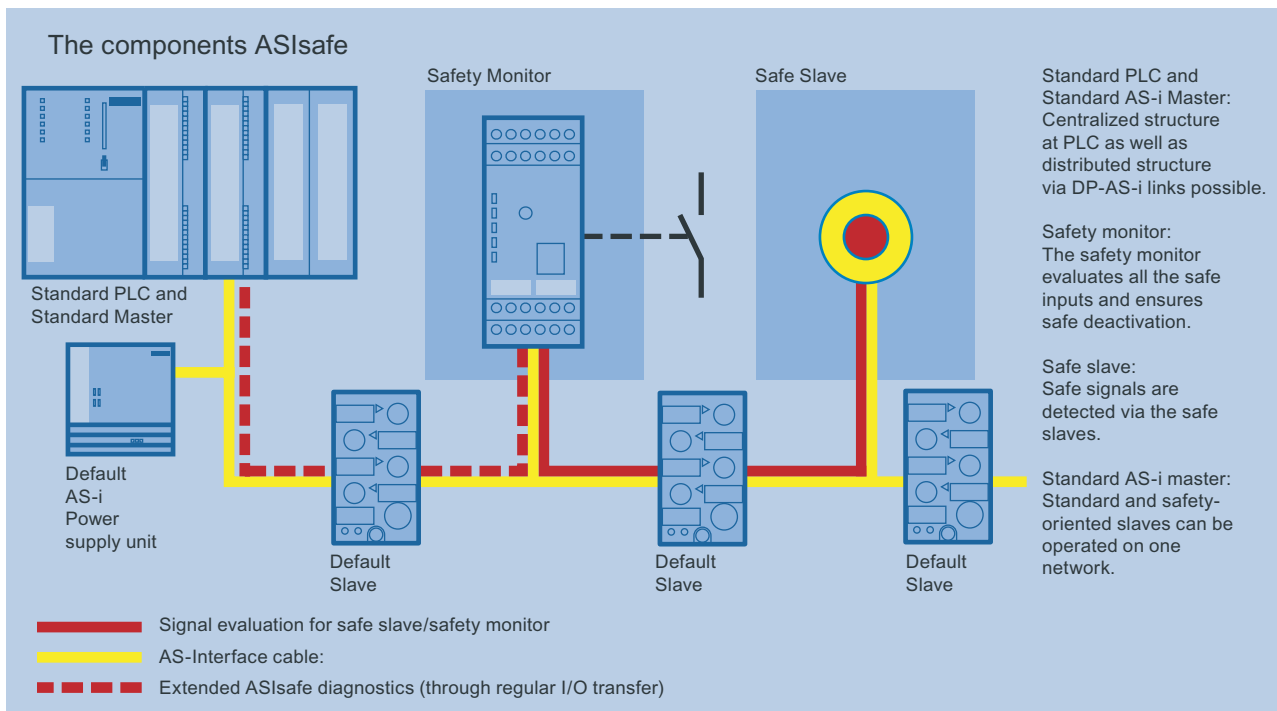 The components ASIsafe
Safety Monitor
Safe Slave
Standard PLC and
Standard Master
Default
AS-i
Power
supply unit
Default
Slave
Default
Slave
Default
Slave
Standard PLC and
Standard AS-i Master:
Centralized structure
at PLC as well as
distributed structure
via DP-AS-i links possible.
Safety monitor:
The safety monitor
evaluates all the safe
inputs and ensures
safe deactivation.
Safe slave:
Safe signals are
detected via the safe
slaves.
Standard AS-i master:
Standard and safety-
oriented slaves can be
operated on one
network.
Signal evaluation for safe slave/safety monitor
AS-Interface cable:
Extended ASIsafe diagnostics (through regular I/O transfer)